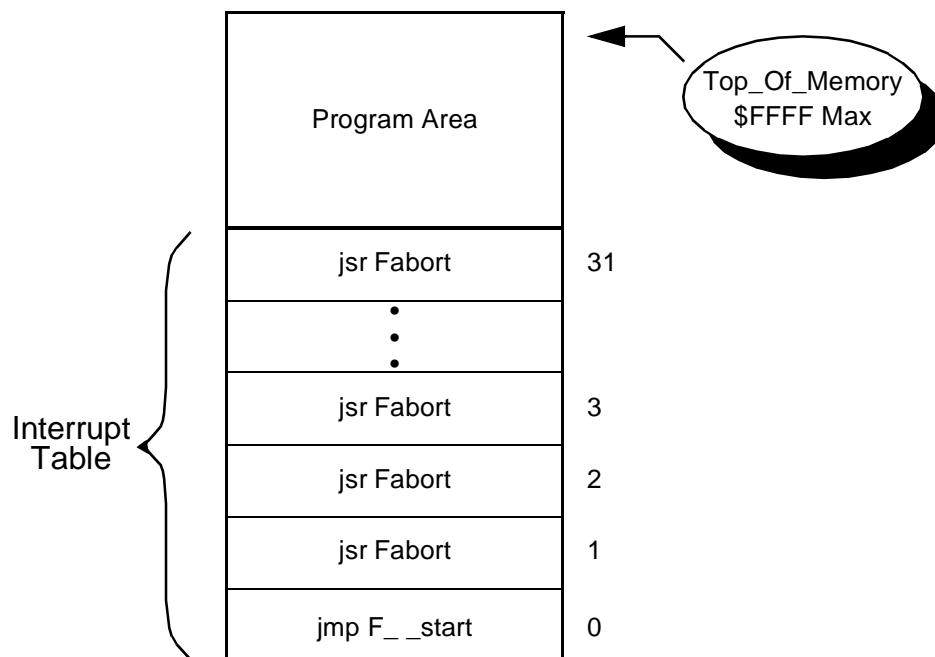 Top_Of_Memory
$FFFF Max
Program Area
jsr Fabort 31
jsr Fabort 3
Interrupt
Table
jsr Fabort 2
jsr Fabort 1
jmp F_ _start 0